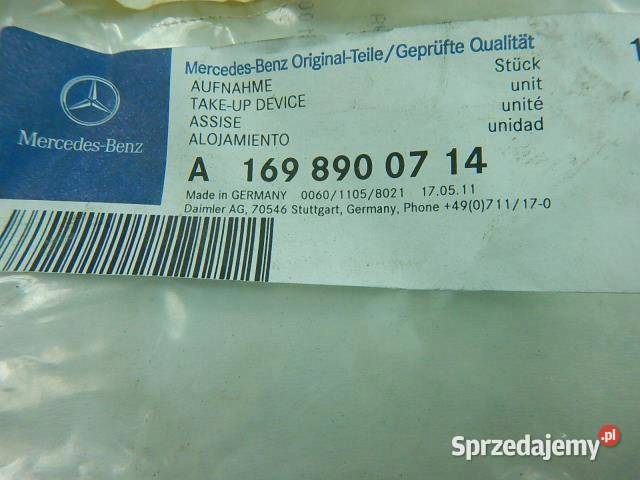 Mercedes-Benz Original-Teile/Geprüfte Qualität
AUFNAHME Stück
TAKE-UP DEVICE unit
ASSISE unité
ALOJAMIENTO unidad
Mercedes-Benz
A 169 890 07 14
Made in GERMANY 0060/1105/8021 17.05.11
Daimler AG, 70546 Stuttgart, Germany, Phone +49(0)711/17-0
Sprzedajemy.pl